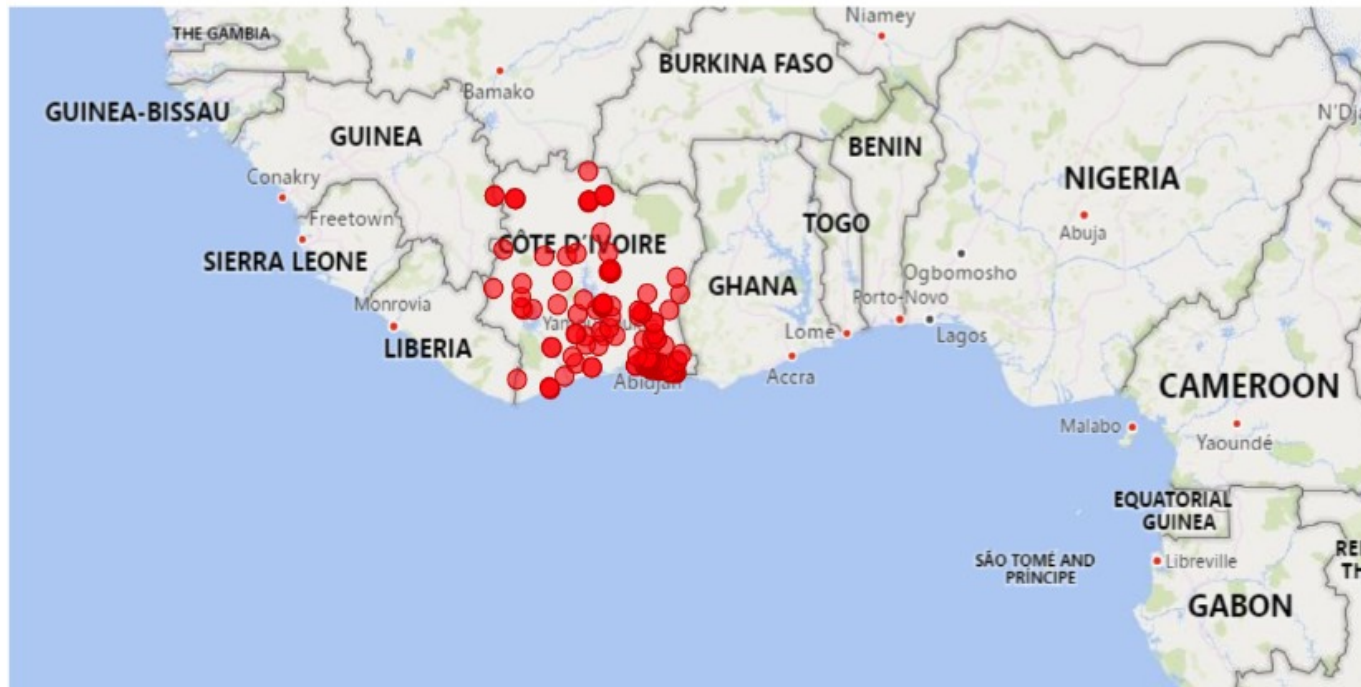 Niamey
THE GAMBIA
BURKINA FASO
Bamako
GUINEA-BISSAU
GUINEA
BENIN
Conakry
NIGERIA
Freetown
TOGO
Abuja
SIERRA LEONE
CÔTE D'IVOIRE
Ogbomosho
GHANA
Monrovia
Porto-Novo
Lome
Lagos
LIBERIA
Abidjan
Accra
CAMEROON
Malabo
Yaoundé
EQUATORIAL
GUINEA
SÃO TOMÉ AND
PRÍNCIPE
Libreville
GABON